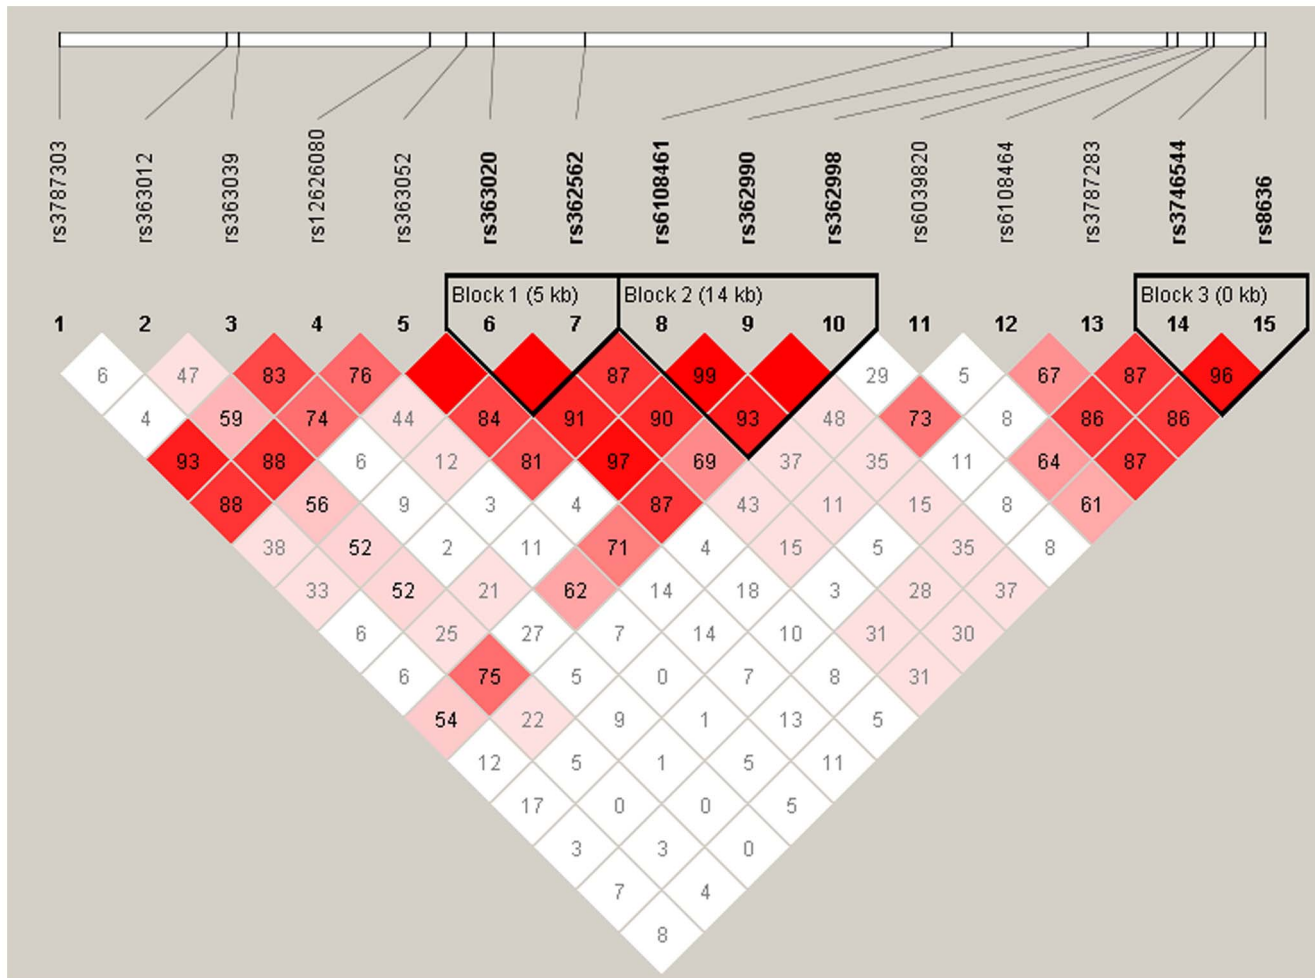 rs3787303
rs363012
rs363039
rs12626080
rs363052
rs363020
rs362562
rs6108461
rs362990
rs362998
rs6039820
rs6108464
rs3787283
rs3746544
rs8636
Block 1 (5 kb) Block 2 (14 kb) Block 3 (0 kb)
1 2 3 4 5 6 7 8 9 10 11 12 13 14 15
6 47 83 76 87 99 29 5 67 87 96
4 59 74 44 84 91 90 93 48 73 8 86 86
93 88 6 12 81 97 69 37 35 11 64 87
88 56 9 3 4 87 43 11 15 8 61
38 52 2 11 71 4 15 5 35 8
33 52 21 62 14 18 3 28 37
6 25 27 7 14 10 31 30
6 75 5 0 7 8 31
54 22 9 1 13 5
12 5 1 5 11
17 0 0 5
3 3 0
7 4
8